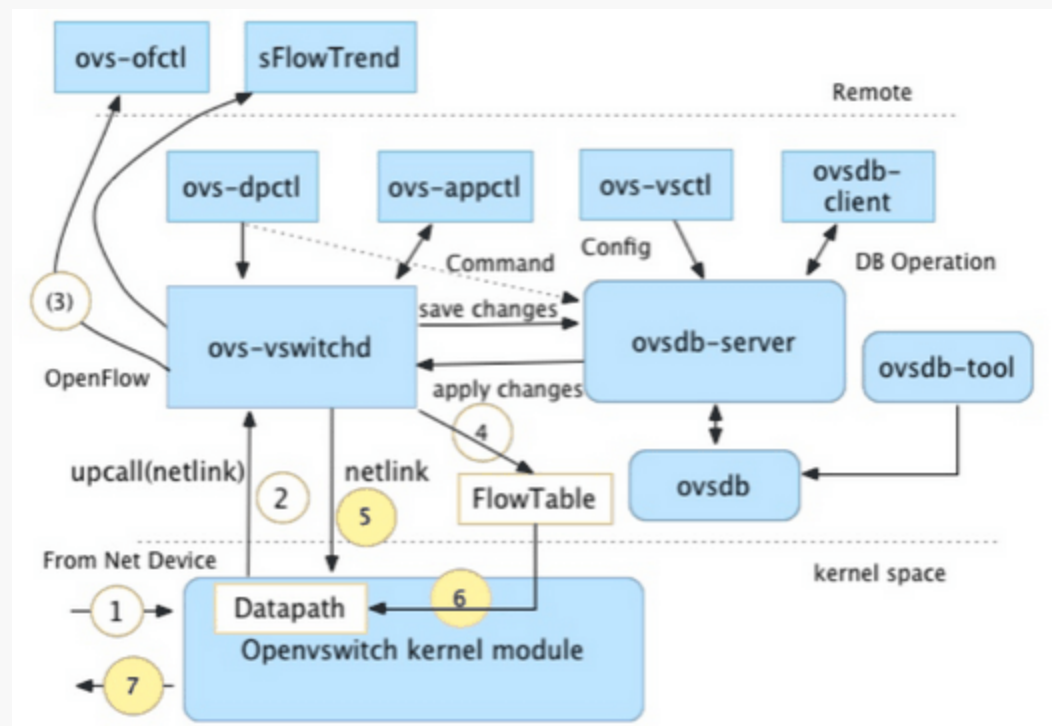 ovs-ofctl
sFlowTrend
Remote
ovs-dpctl
ovs-appctl
ovs-vsctl
ovsdb-
client
Command
Config
DB Operation
(3)
save changes
ovs-vswitchd
ovsdb-server
ovsdb-tool
OpenFlow
apply changes
4
upcall(netlink)
2
netlink
5
FlowTable
ovsdb
From Net Device
kernel space
1
Datapath
6
Openvswitch kernel module
7